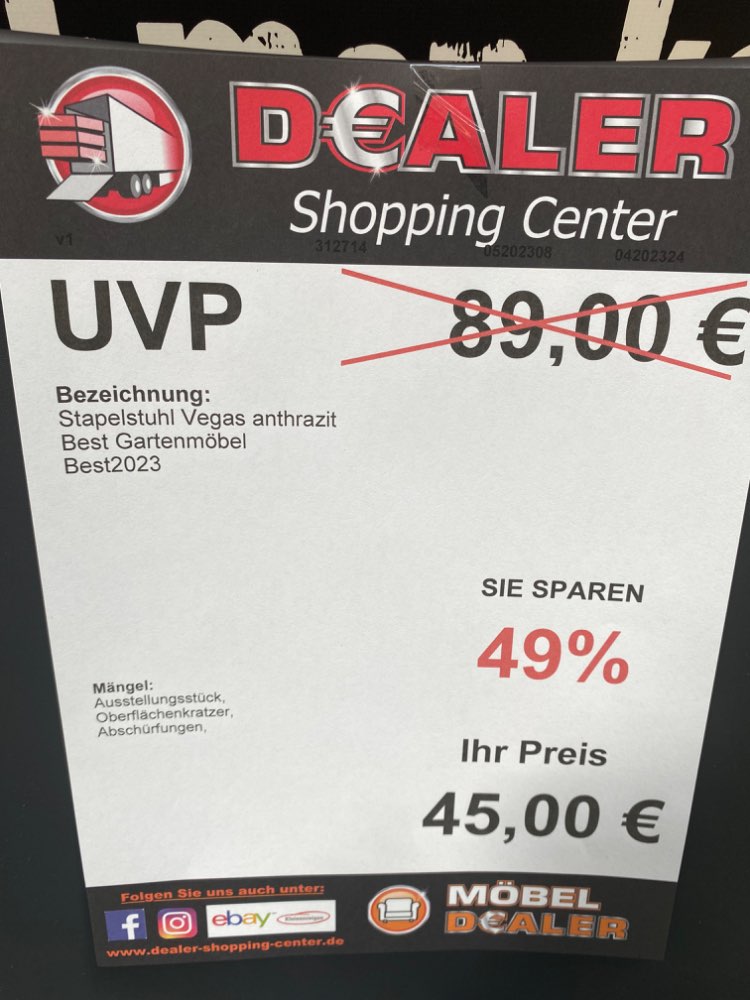 DEALER
Shopping Center
v1 312714 05202308 04202324
UVP 89,00 €
Bezeichnung:
Stapelstuhl Vegas anthrazit
Best Gartenmöbel
Best2023
SIE SPAREN
49%
Mängel:
Ausstellungsstück,
Oberflächenkratzer,
Abschürfungen,
Ihr Preis
45,00 €
Folgen Sie uns auch unter:
f ebay
www.dealer-shopping-center.de
MÖBEL
DEALER